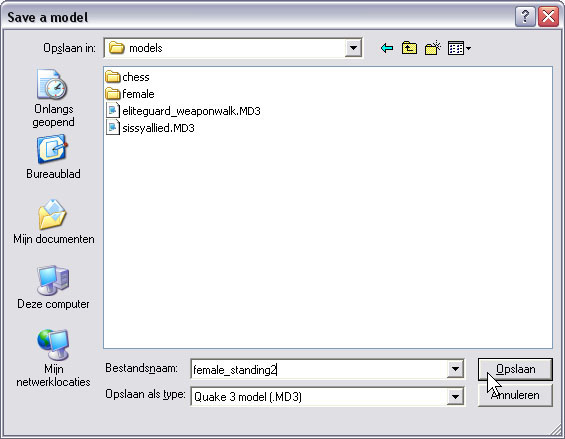 Save a model
Opslaan in: models
chess
female
eliteguard_weaponwalk.MD3
sissyallied.MD3
Onlangs
geopend
Bureaublad
Mijn documenten
Deze computer
Mijn
netwerklocaties
Bestandsnaam: female_standing2 Opslaan
Opslaan als type: Quake 3 model (.MD3) Annuleren